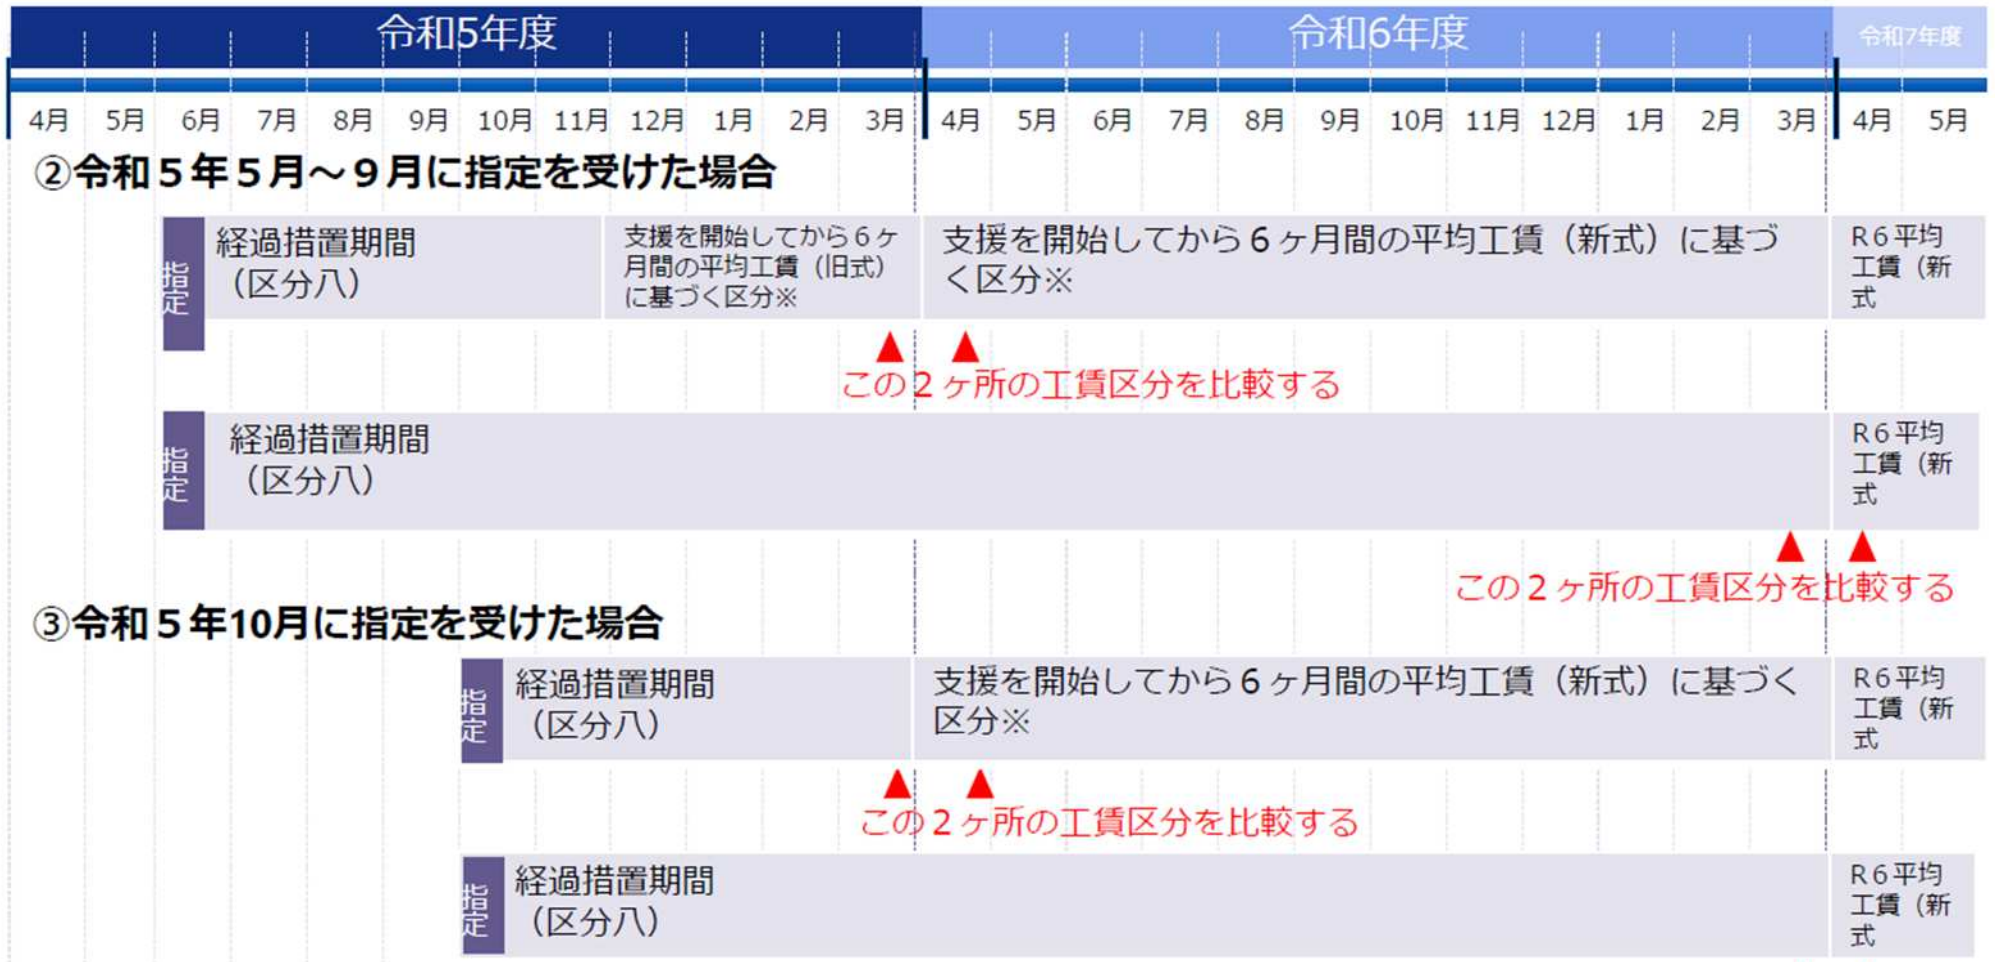 令和5年度 令和6年度 令和7年度
4月 5月 6月 7月 8月 9月 10月 11月 12月 1月 2月 3月 4月 5月 6月 7月 8月 9月 10月 11月 12月 1月 2月 3月 4月 5月
②令和５年５月～９月に指定を受けた場合
指定
経過措置期間
（区分八）
支援を開始してから６ヶ
月間の平均工賃（旧式）
に基づく区分※
支援を開始してから６ヶ月間の平均工賃（新式）に基づ
く区分※
Ｒ６平均
工賃（新
式
この２ヶ所の工賃区分を比較する
指定
経過措置期間
（区分八）
Ｒ６平均
工賃（新
式
この２ヶ所の工賃区分を比較する
③令和５年10月に指定を受けた場合
指定
経過措置期間
（区分八）
支援を開始してから６ヶ月間の平均工賃（新式）に基づく
区分※
Ｒ６平均
工賃（新
式
この２ヶ所の工賃区分を比較する
指定
経過措置期間
（区分八）
Ｒ６平均
工賃（新
式